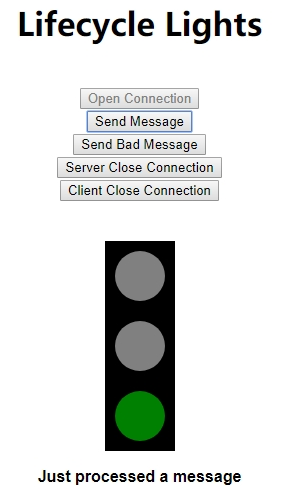 Lifecycle Lights
Open Connection
Send Message
Send Bad Message
Server Close Connection
Client Close Connection
Just processed a message